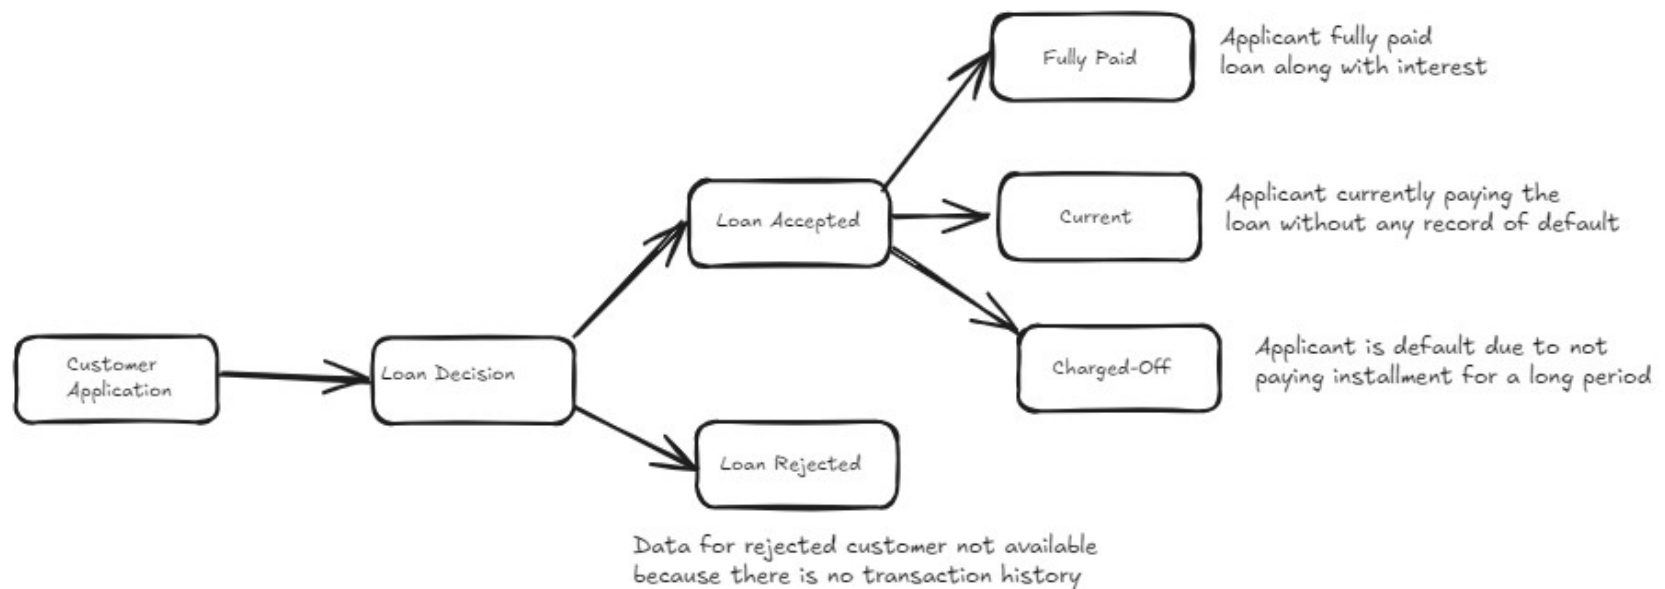 Fully Paid
Applicant fully paid
loan along with interest
Loan Accepted
Current
Applicant currently paying the
loan without any record of default
Customer
Application
Loan Decision
Charged-Off
Applicant is default due to not
paying installment for a long period
Loan Rejected
Data for rejected customer not available
because there is no transaction history